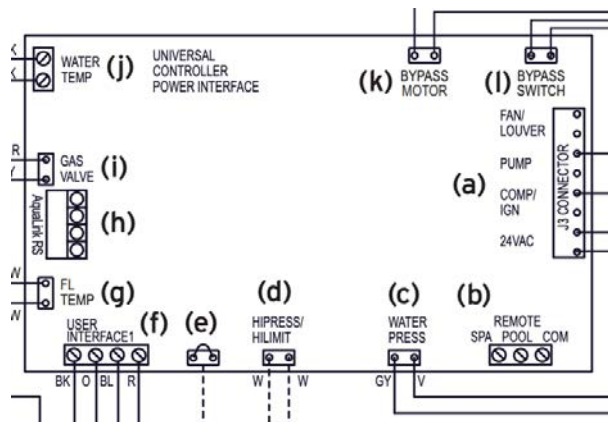 K
WATER
K
TEMP
(j)
UNIVERSAL
CONTROLLER
POWER INTERFACE
(k)
BYPASS
MOTOR
(l)
BYPASS
SWITCH
FAN/
LOUVER
PUMP
(a)
COMP/
IGN
24VAC
J3 CONNECTOR
R
GAS
VALVE
(i)
AquaLink RS
(h)
W
FL
TEMP
W
(g)
USER
INTERFACE1
(f)
BK O BL R
(e)
(d)
HIPRESS/
HILIMIT
W W
(c)
WATER
PRESS
GY V
(b)
REMOTE
SPA POOL COM